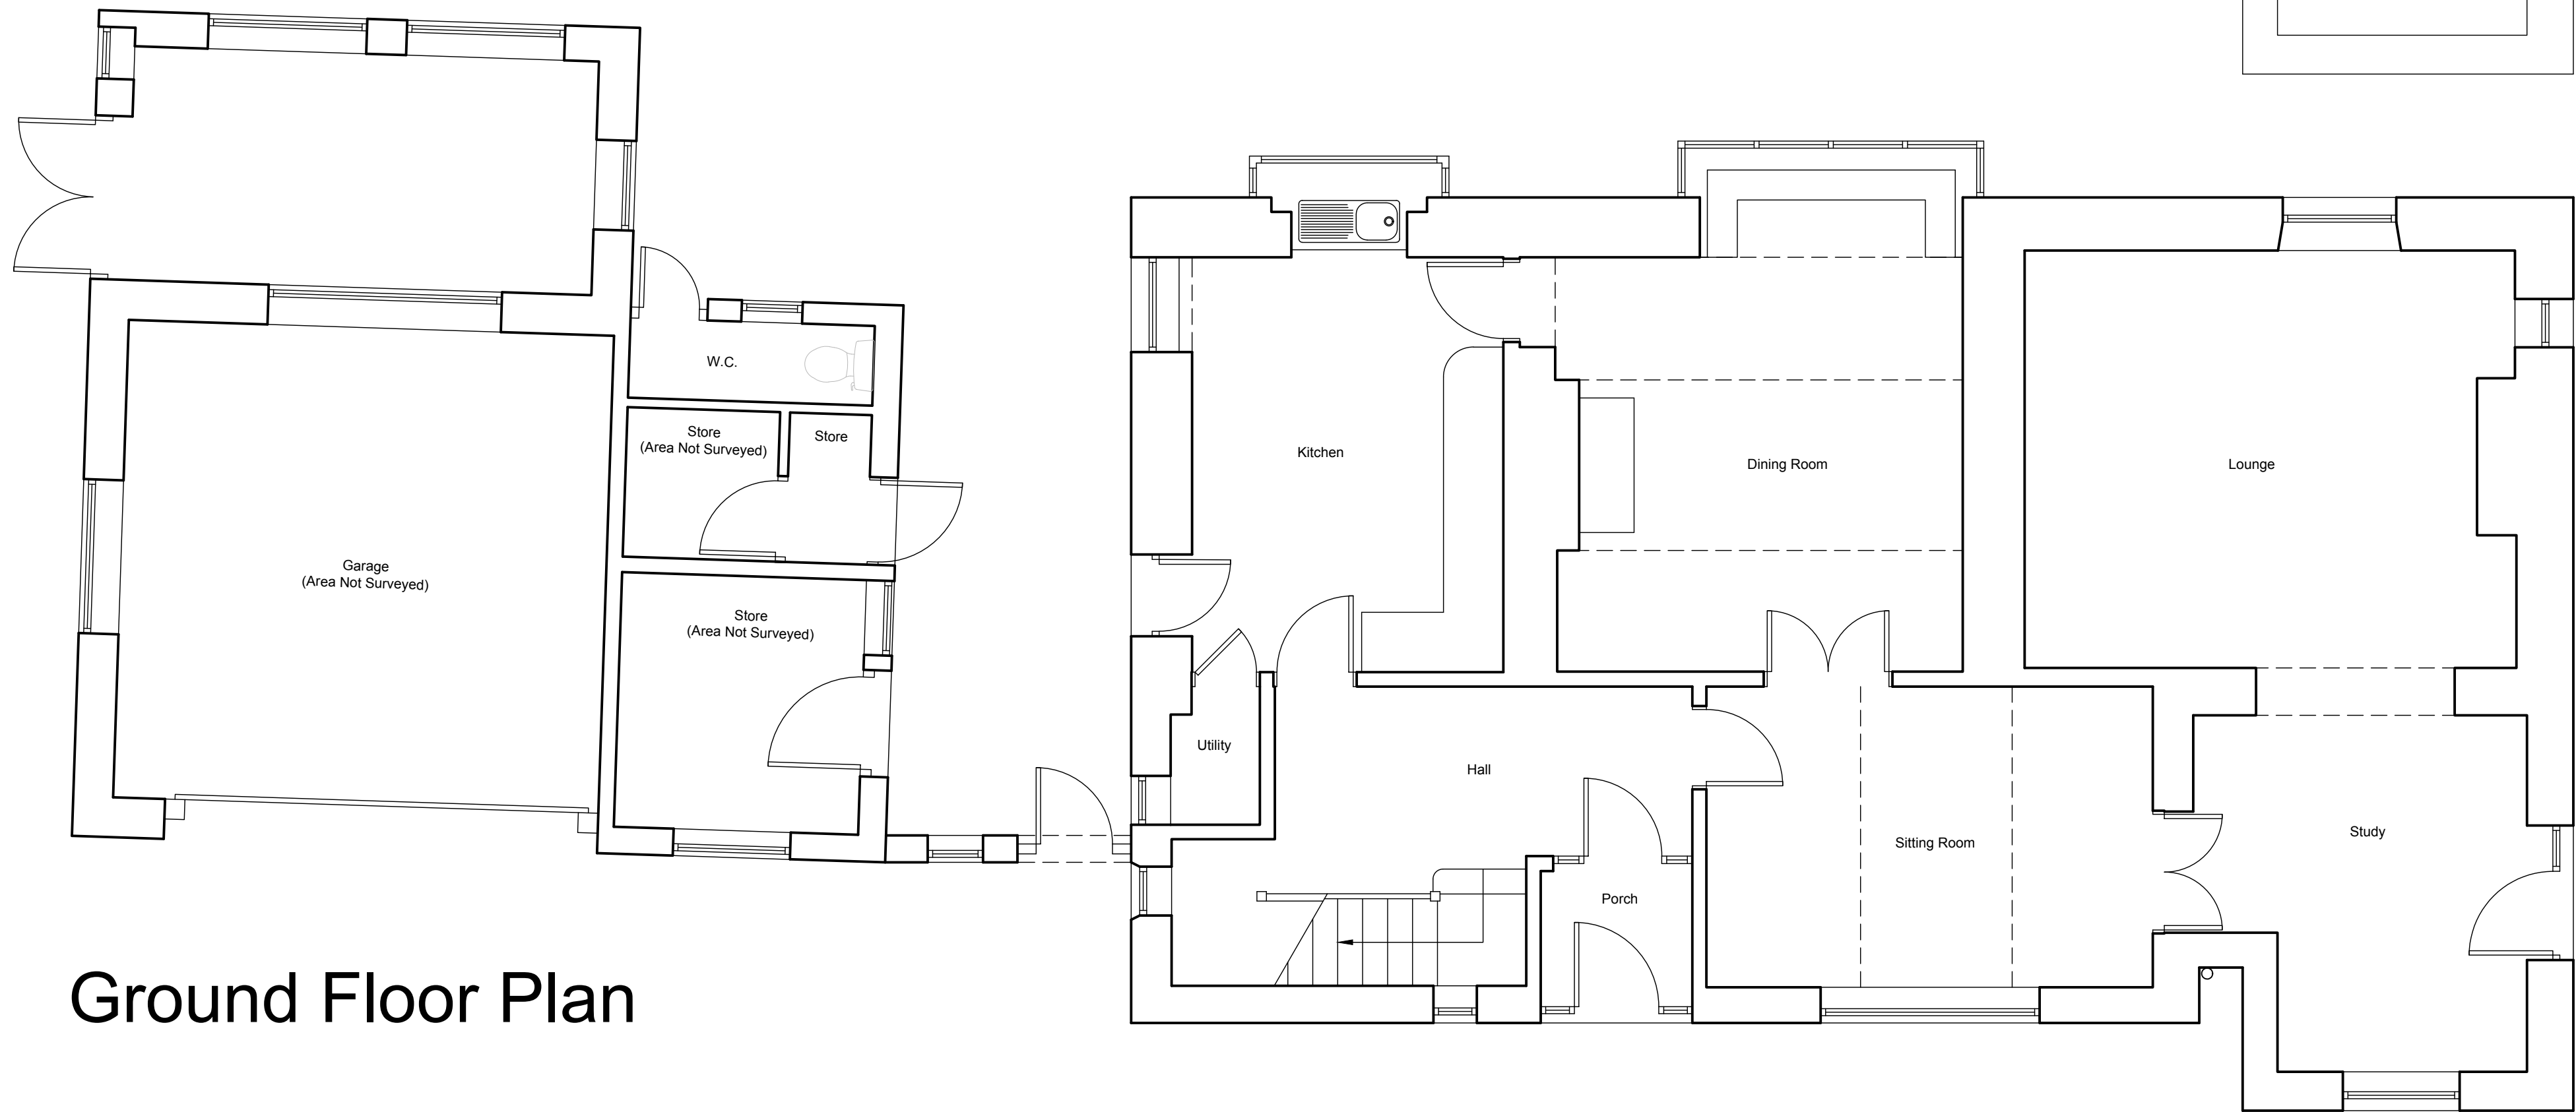 W.C.
Store
(Area Not Surveyed)
Store
Kitchen
Dining Room
Lounge
Garage
(Area Not Surveyed)
Store
(Area Not Surveyed)
Utility
Hall
Sitting Room
Study
Porch
Ground Floor Plan